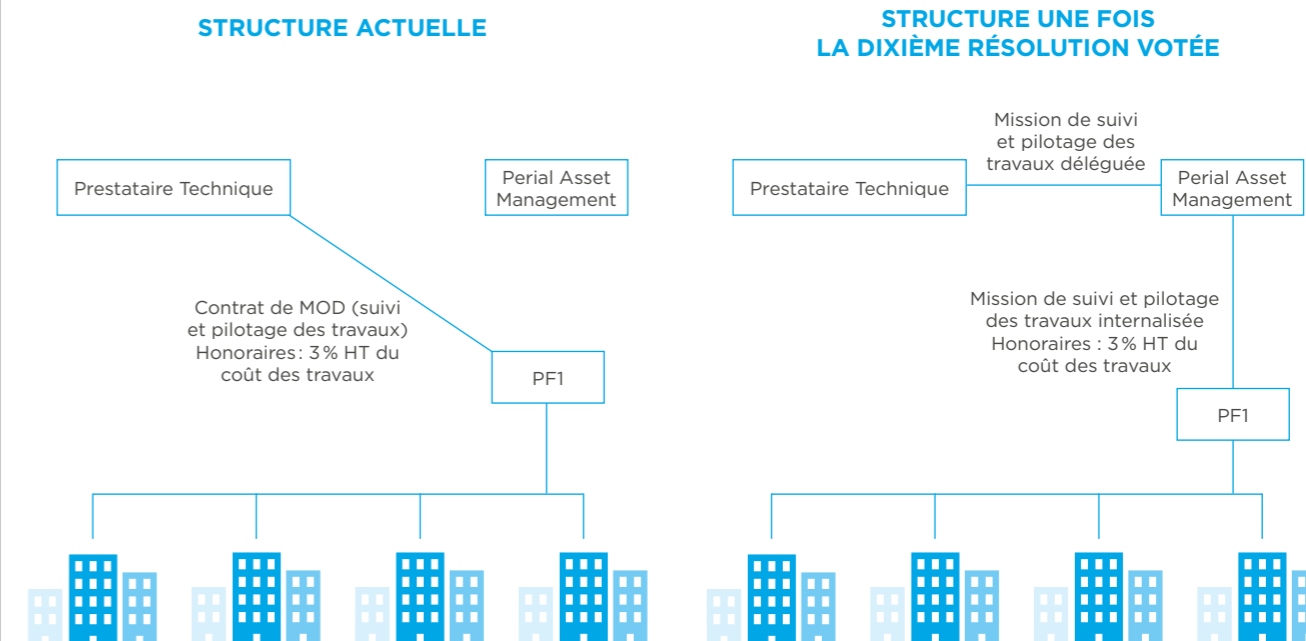 STRUCTURE ACTUELLE
Prestataire Technique
Perial Asset
Management
Contrat de MOD (suivi
et pilotage des travaux)
Honoraires : 3 % HT du
coût des travaux
PF1
STRUCTURE UNE FOIS
LA DIXIÈME RÉSOLUTION VOTÉE
Mission de suivi
et pilotage des
travaux déléguée
Prestataire Technique
Perial Asset
Management
Mission de suivi et pilotage
des travaux internalisée
Honoraires : 3 % HT du
coût des travaux
PF1